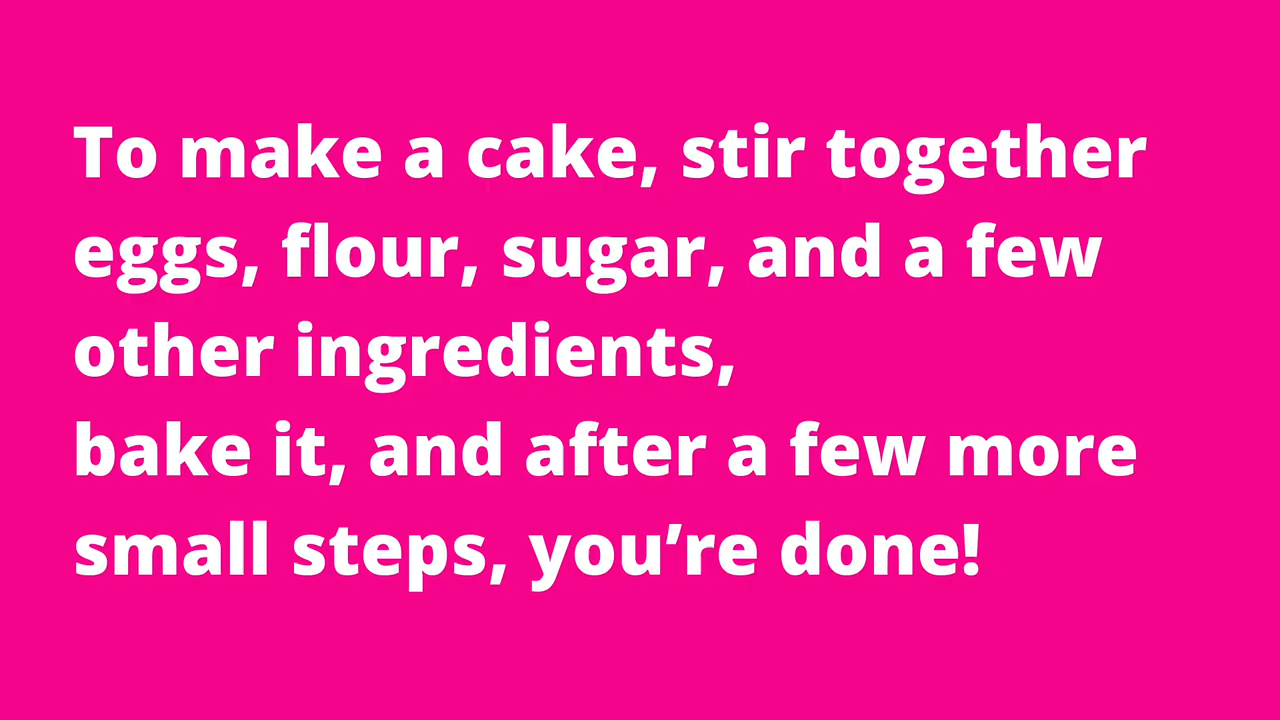 To make a cake, stir together
eggs, flour, sugar, and a few
other ingredients,
bake it, and after a few more
small steps, you’re done!